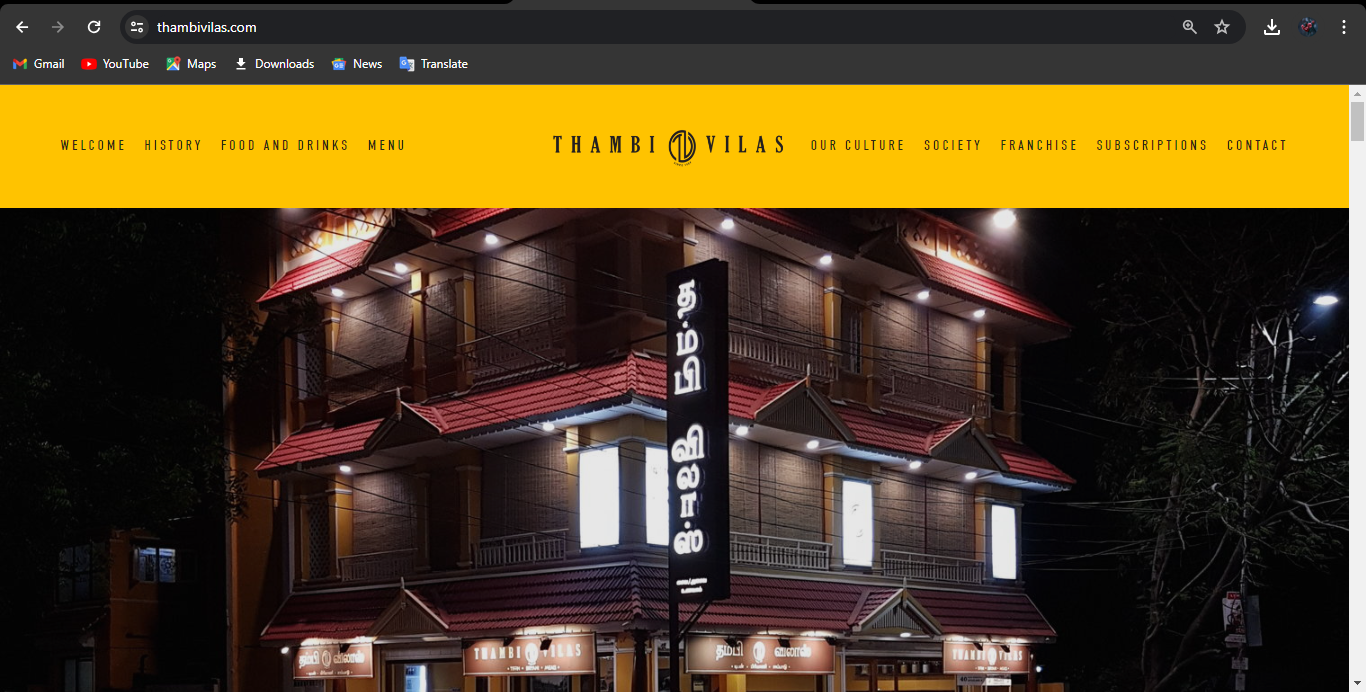 thambivilas.com
Gmail YouTube Maps Downloads News Translate
WELCOME HISTORY FOOD AND DRINKS MENU THAMBI VILAS OUR CULTURE SOCIETY FRANCHISE SUBSCRIPTIONS CONTACT
தம்பி விலாஸ்
தம்பி விலாஸ்
THAMBI VILAS
தம்பி விலாஸ்
THAMBI VILAS